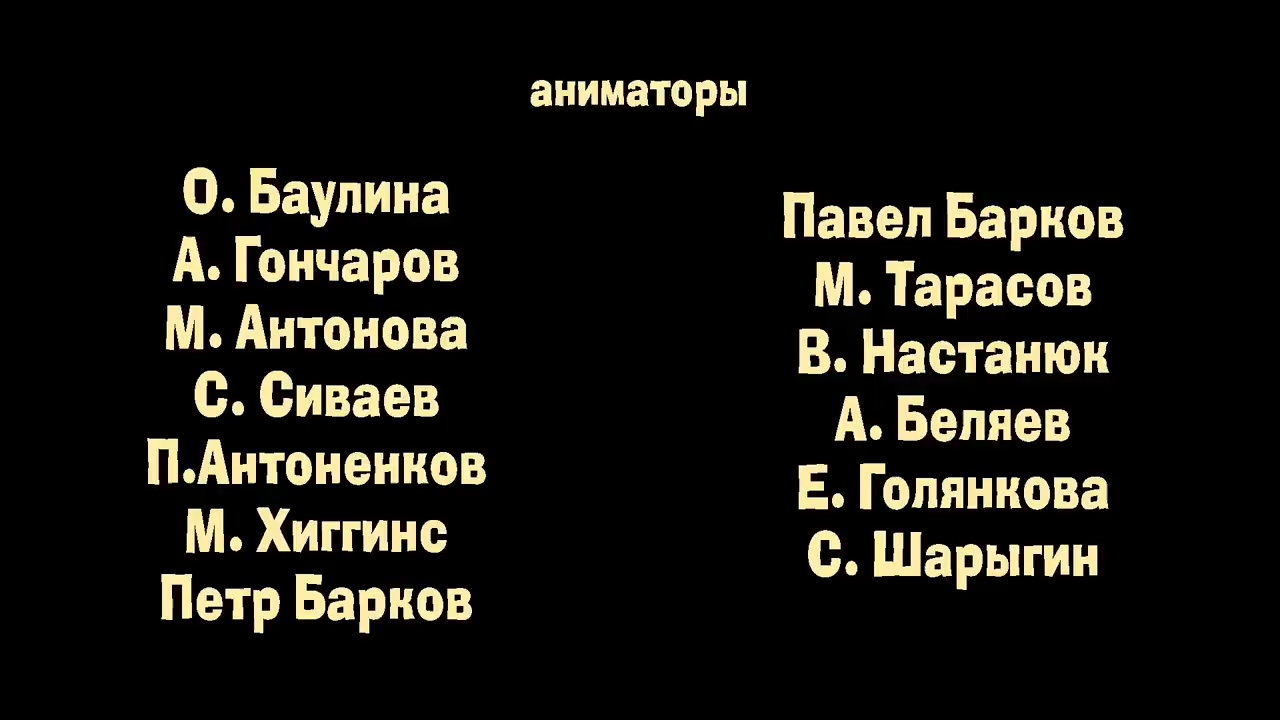 аниматоры
О. Баулина
А. Гончаров
М. Антонова
С. Сиваев
П.Антоненков
М. Хиггинс
Петр Барков
Павел Барков
М. Тарасов
В. Настанюк
А. Беляев
Е. Голянкова
С. Шарыгин